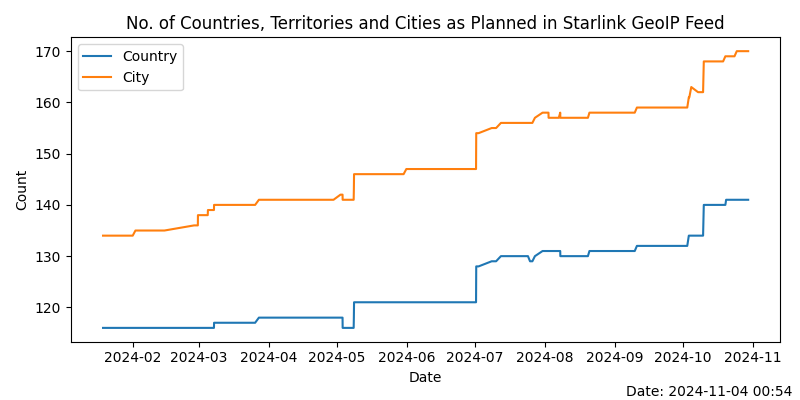 No. of Countries, Territories and Cities as Planned in Starlink GeoIP Feed
Country
City
170
160
150
140
130
120
Count
2024-02 2024-03 2024-04 2024-05 2024-06 2024-07 2024-08 2024-09 2024-10 2024-11
Date
Date: 2024-11-04 00:54